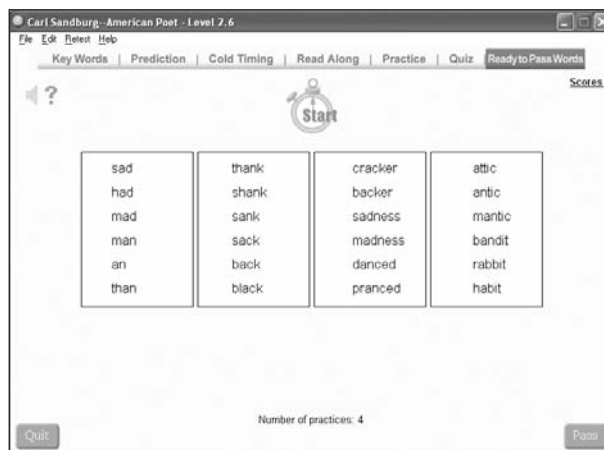 Carl Sandburg--American Poet - Level 2.6
File Edit Retest Help
Key Words | Prediction | Cold Timing | Read Along | Practice | Quiz | Ready to Pass Words
Scores
?
Start
sad thank cracker attic
had shank backer antic
mad sank sadness mantic
man sack madness bandit
an back danced rabbit
than black pranced habit
Number of practices: 4
Quit Pass